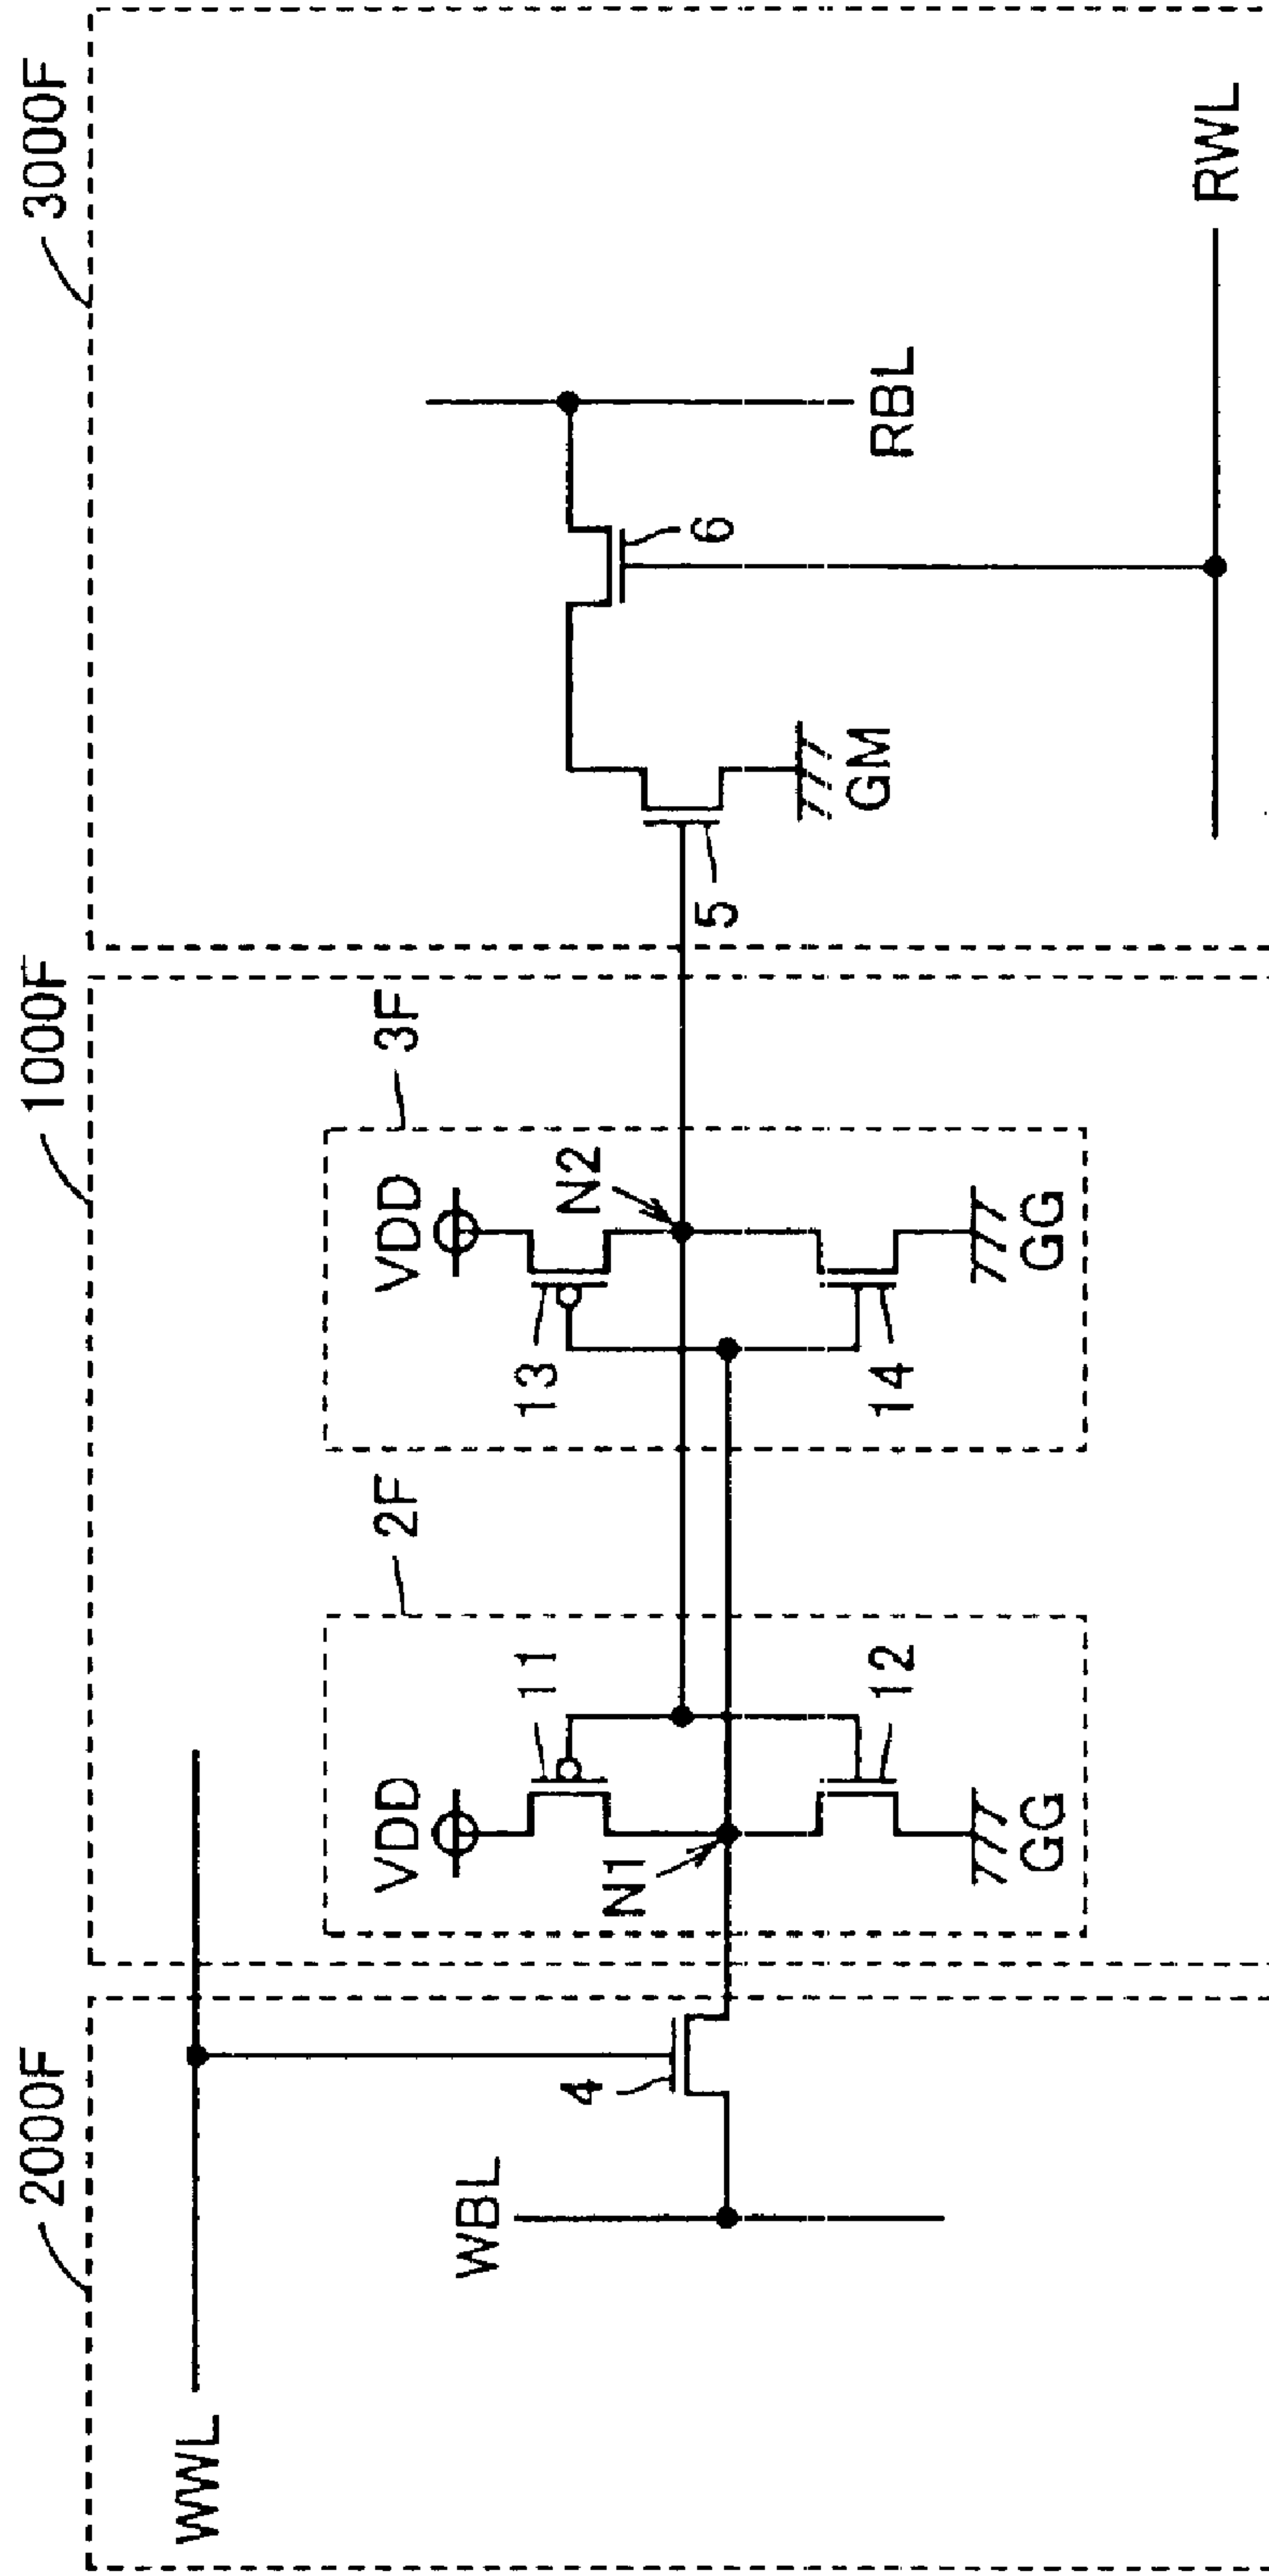 2000F
1000F
3000F
WWL
WBL
4
2F
3F
VDD
11
N1
12
GG
VDD
13
N2
14
GG
5
GM
6
RBL
RWL